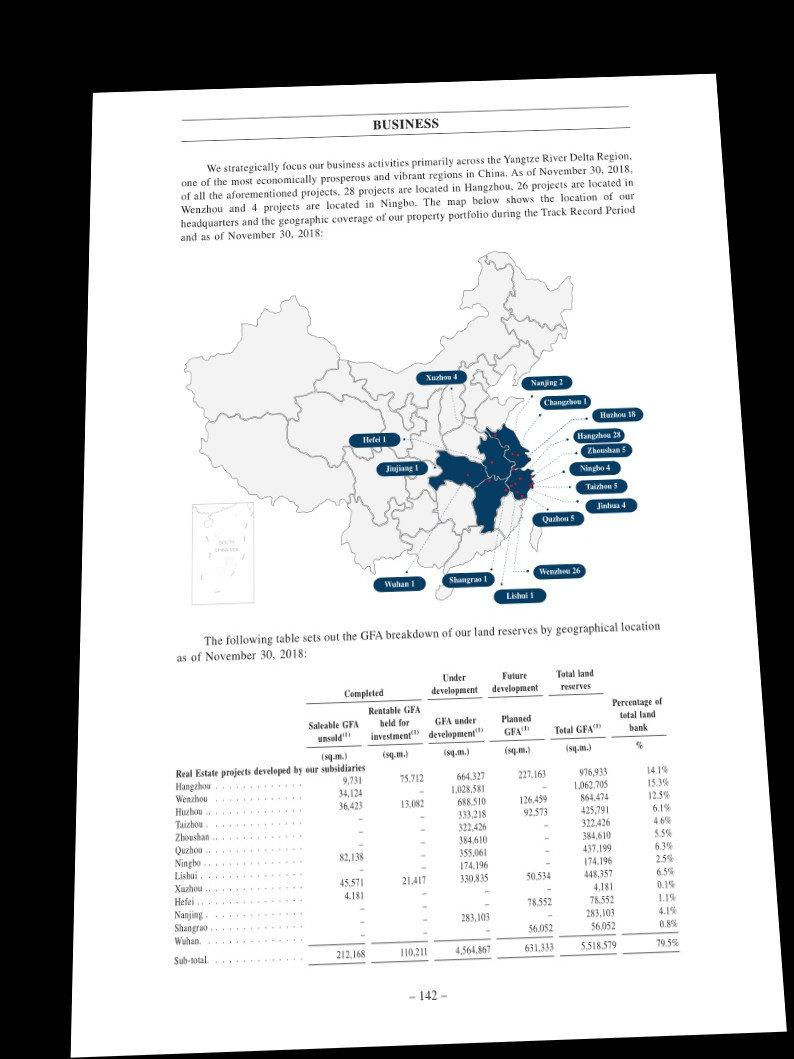 BUSINESS
We strategically focus our business activities primarily across the Yangtze River Delta Region,
one of the most economically prosperous and vibrant regions in China. As of November 30, 2018,
of all the aforementioned projects, 28 projects are located in Hangzhou, 26 projects are located in
Wenzhou and 4 projects are located in Ningbo. The map below shows the location of our
headquarters and the geographic coverage of our property portfolio during the Track Record Period
and as of November 30, 2018:
Xuzhou 4
Nanjing 2
Changzhou 1
Huzhou 18
Hefei 1
Hangzhou 28
Zhoushan 5
Jiujiang 1
Ningbo 4
Taizhou 5
Jinhua 4
Quzhou 5
SOUTH
CHINA SEA
Wenzhou 26
Wuhan 1
Shangrao 1
Lishui 1
The following table sets out the GFA breakdown of our land reserves by geographical location
as of November 30, 2018:
Completed
Under
development
Future
development
Total land
reserves
Saleable GFA
unsold(1)
Rentable GFA
held for
investment(1)
GFA under
development(1)
Planned
GFA(1)
Total GFA(1)
Percentage of
total land
bank
(sq.m.) (sq.m.) (sq.m.) (sq.m.) (sq.m.) %
Real Estate projects developed by our subsidiaries
Hangzhou . . . . . . . . . . . . . 9,731 75,712 664,327 227,163 976,933 14.1%
Wenzhou . . . . . . . . . . . . . 34,124 – 1,028,581 – 1,062,705 15.3%
Huzhou . . . . . . . . . . . . . . 36,423 13,082 688,510 126,459 864,474 12.5%
Taizhou . . . . . . . . . . . . . . – – 333,218 92,573 425,791 6.1%
Zhoushan . . . . . . . . . . . . . – – 322,426 – 322,426 4.6%
Quzhou . . . . . . . . . . . . . . – – 384,610 – 384,610 5.5%
Ningbo . . . . . . . . . . . . . . 82,138 – 355,061 – 437,199 6.3%
Lishui . . . . . . . . . . . . . . – – 174,196 – 174,196 2.5%
Xuzhou . . . . . . . . . . . . . . 45,571 21,417 330,835 50,534 448,357 6.5%
Hefei . . . . . . . . . . . . . . . 4,181 – – – 4,181 0.1%
Nanjing . . . . . . . . . . . . . . – – – 78,552 78,552 1.1%
Shangrao . . . . . . . . . . . . . – – 283,103 – 283,103 4.1%
Wuhan. . . . . . . . . . . . . . . – – – 56,052 56,052 0.8%
Sub-total. . . . . . . . . . . . . . 212,168 110,211 4,564,867 631,333 5,518,579 79.5%
– 142 –